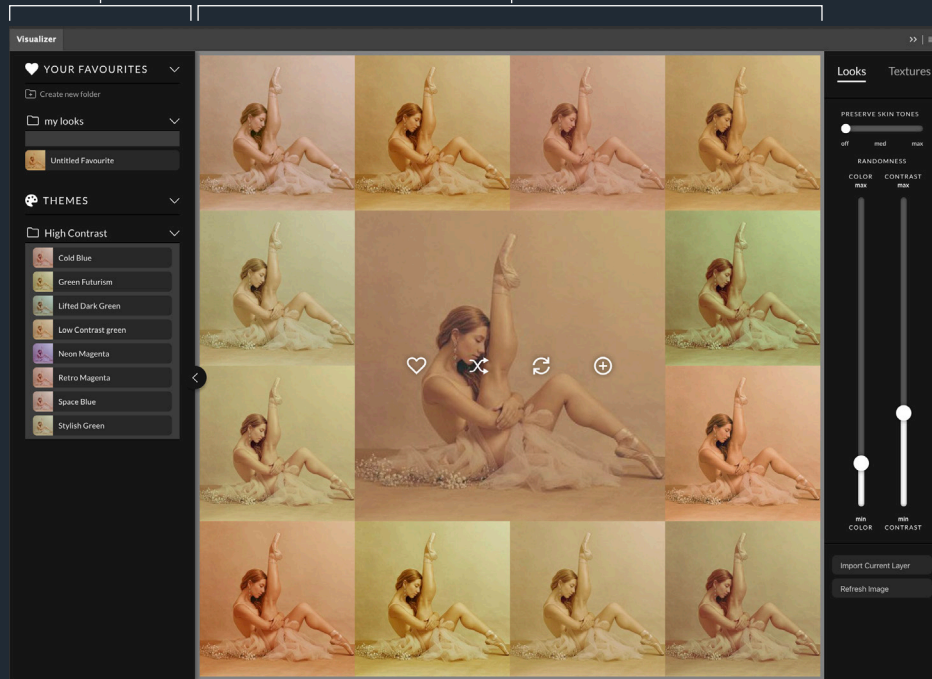 Visualizer
YOUR FAVOURITES
Create new folder
my looks
Untitled Favourite
THEMES
High Contrast
Cold Blue
Green Futurism
Lifted Dark Green
Low Contrast green
Neon Magenta
Retro Magenta
Space Blue
Stylish Green
Looks Textures
PRESERVE SKIN TONES
off med max
RANDOMNESS
COLOR CONTRAST
max max
min min
COLOR CONTRAST
Import Current Layer
Refresh Image